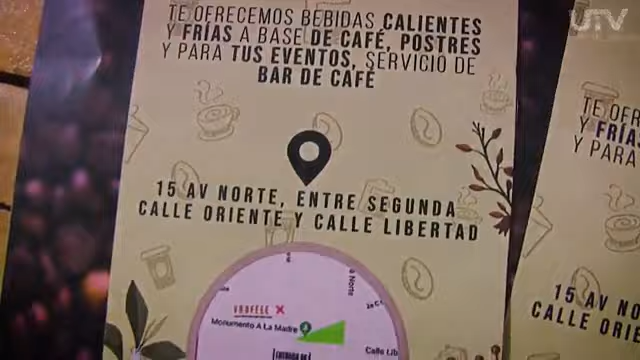 UTV
TE OFRECEMOS BEBIDAS CALIENTES
Y FRÍAS A BASE DE CAFÉ, POSTRES
Y PARA TUS EVENTOS, SERVICIO DE
BAR DE CAFÉ
15 AV NORTE, ENTRE SEGUNDA
CALLE ORIENTE Y CALLE LIBERTAD
Monumento A La Madre
Norte
Calle Lib
TE OFR
Y FRÍAS
Y PARA
15 AV NO
CALLE ORIE